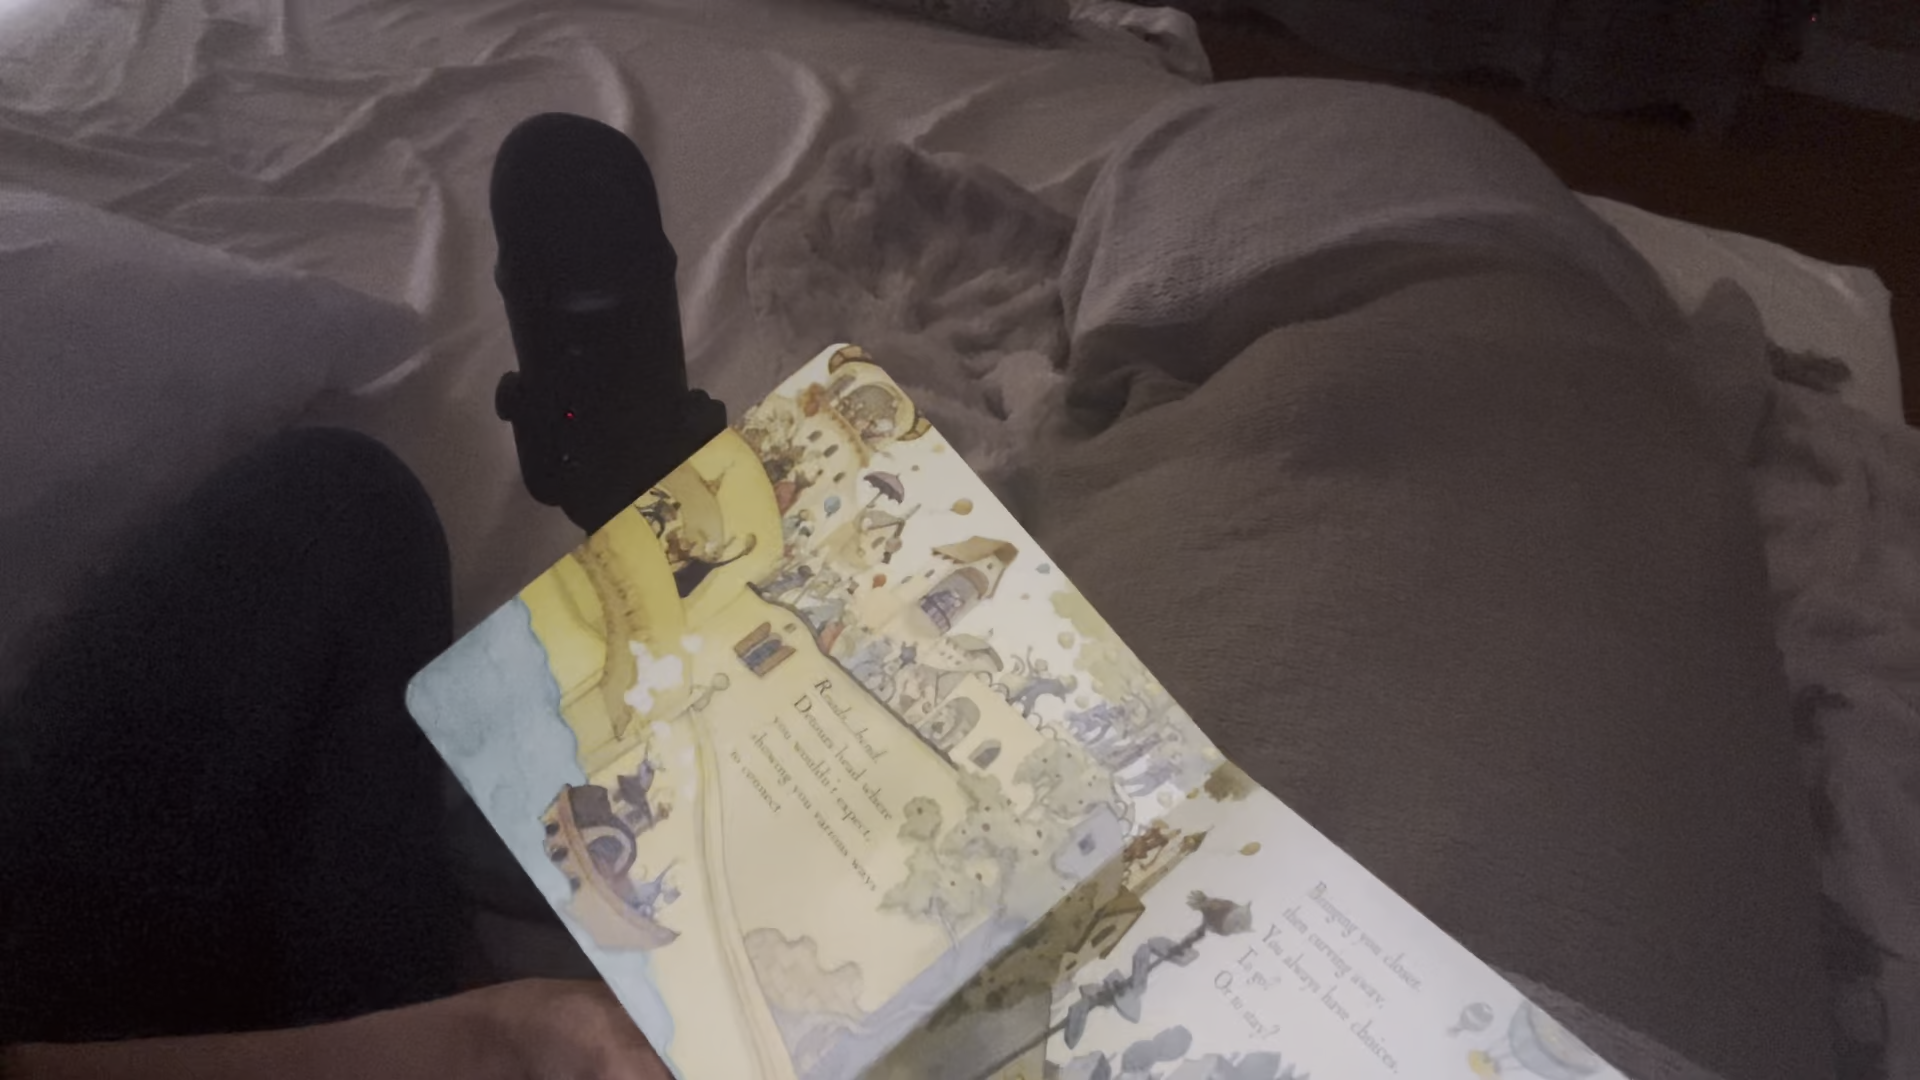 Roads...bend.
Detours head where
you wouldn't expect,
showing you various ways
to connect.
Bringing you closer,
then curving away,
You always have choices.
To go?
Or to stay?